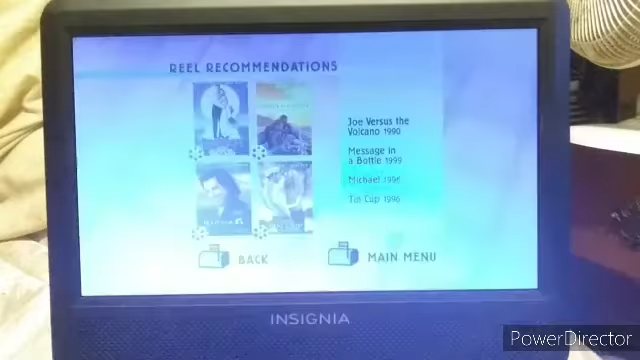 REEL RECOMMENDATIONS
Joe Versus the
Volcano 1990
Message in
a Bottle 1999
Michael 1996
Tin Cup 1996
BACK
MAIN MENU
INSIGNIA
PowerDirector